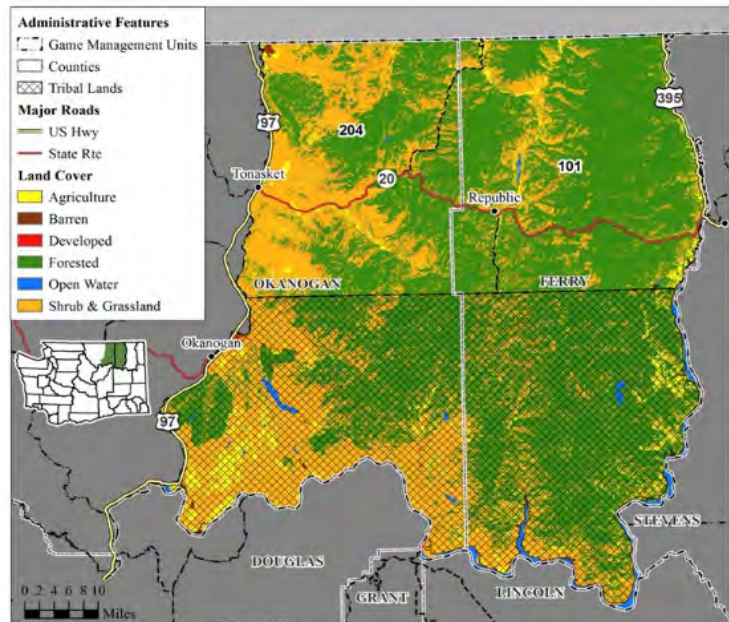 Administrative Features
Game Management Units
Counties
Tribal Lands
Major Roads
US Hwy
State Rte
Land Cover
Agriculture
Barren
Developed
Forested
Open Water
Shrub & Grassland
97
395
204
101
Tonasket
20
Republic
OKANOGAN
FERRY
Okanogan
97
STEVENS
DOUGLAS
LINCOLN
GRANT
0 2 4 6 8 10
Miles